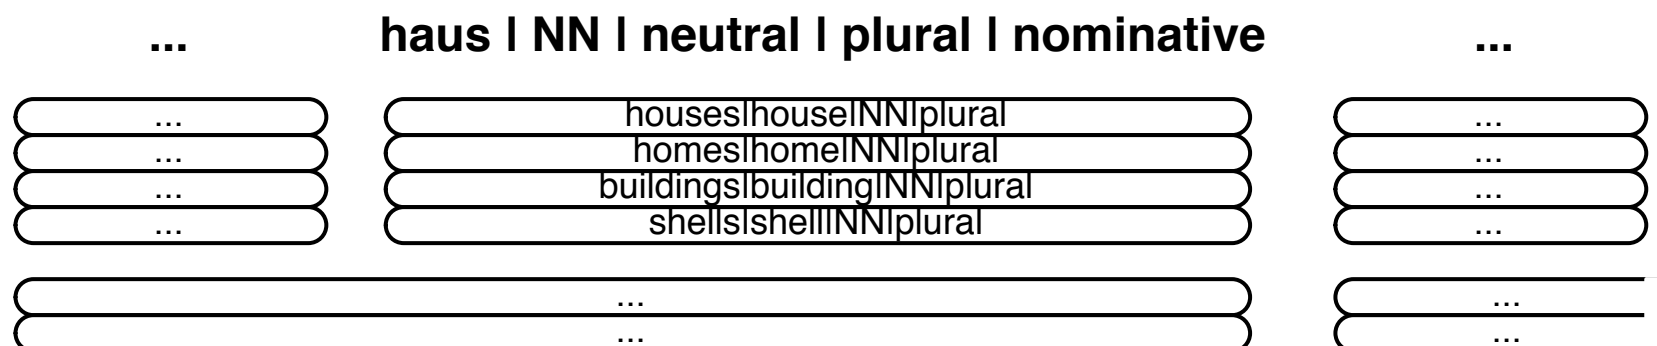 ... haus | NN | neutral | plural | nominative ...
... houses|house|NN|plural ...
... homes|home|NN|plural ...
... buildings|building|NN|plural ...
... shells|shell|NN|plural ...
... ...
... ...